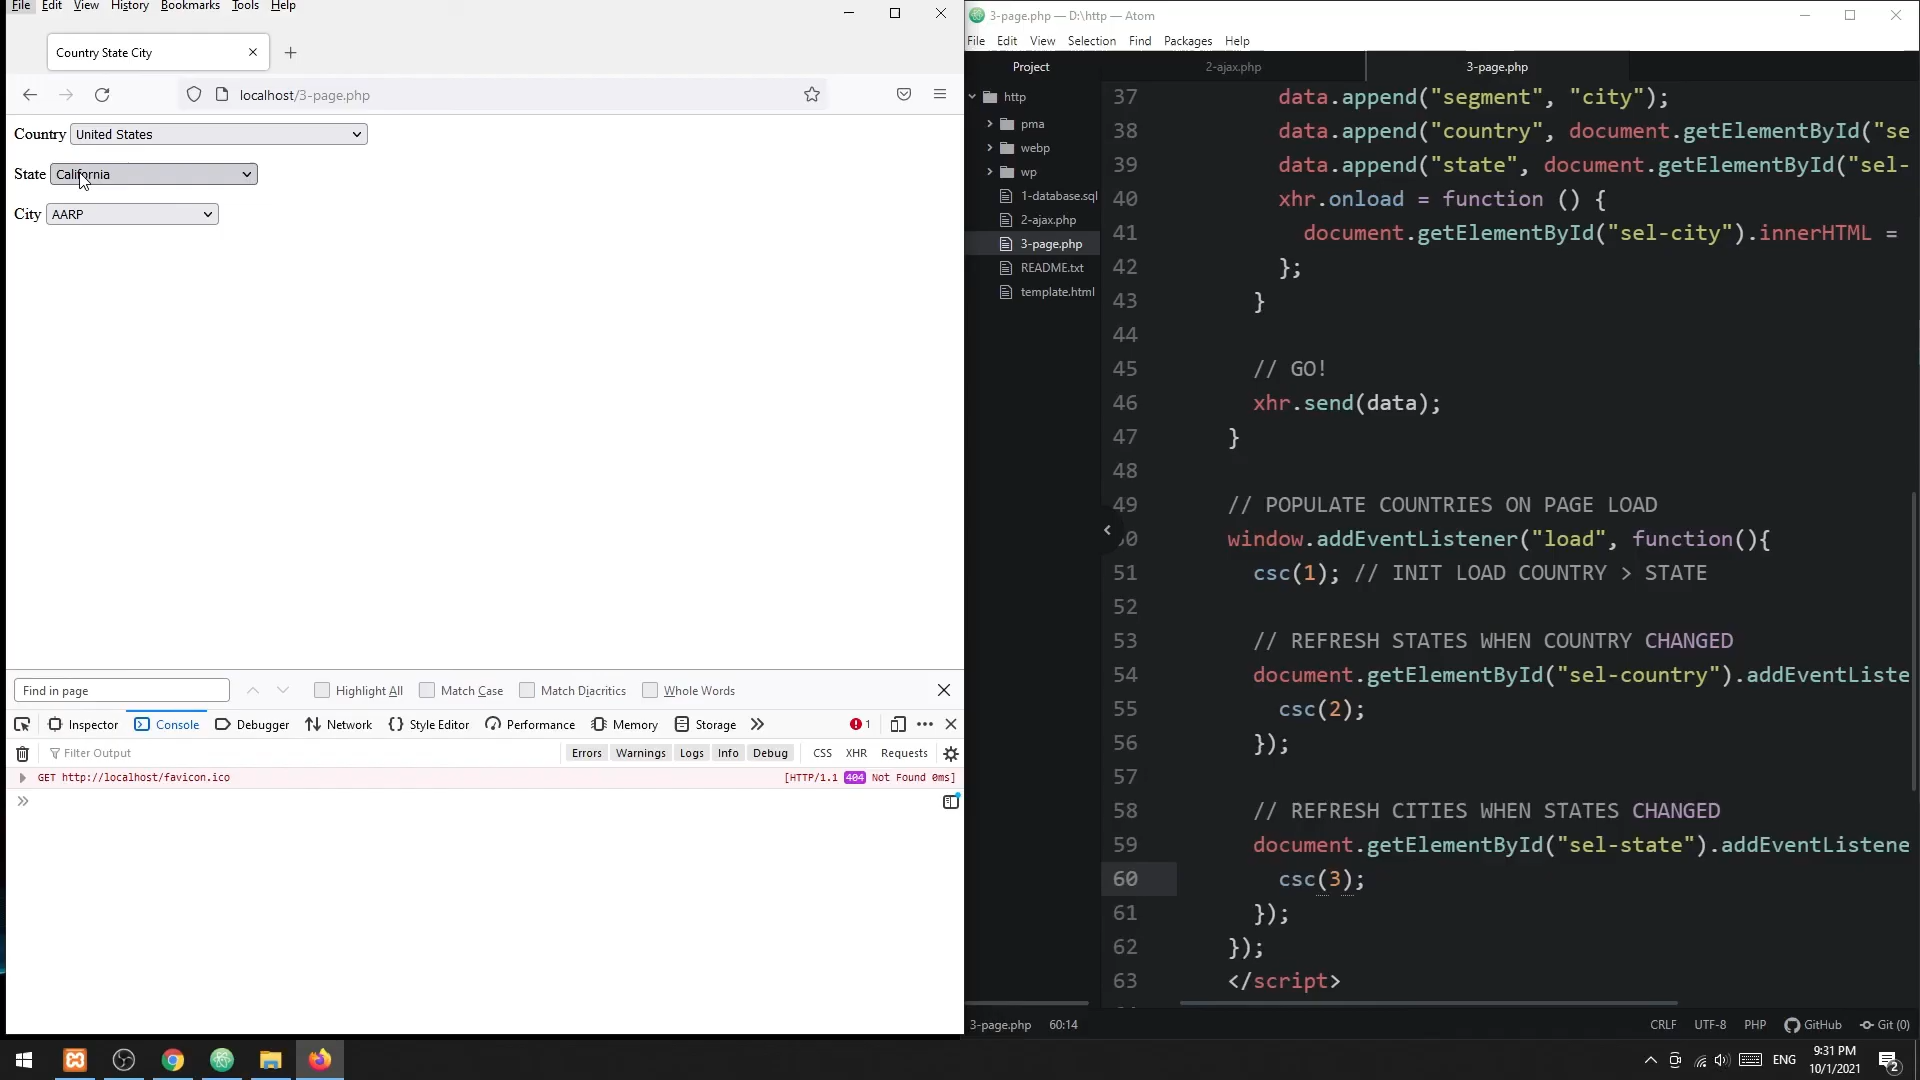 File Edit View History Bookmarks Tools Help
Country State City
localhost/3-page.php
Country United States
State California
City AARP
Find in page Highlight All Match Case Match Diacritics Whole Words
Inspector Console Debugger Network Style Editor Performance Memory Storage 1
Filter Output Errors Warnings Logs Info Debug CSS XHR Requests
GET http://localhost/favicon.ico [HTTP/1.1 404 Not Found 0ms]
3-page.php — D:\http — Atom
File Edit View Selection Find Packages Help
Project 2-ajax.php 3-page.php
http
pma
webp
wp
1-database.sql
2-ajax.php
3-page.php
README.txt
template.html
37 data.append("segment", "city");
38 data.append("country", document.getElementById("se
39 data.append("state", document.getElementById("sel-
40 xhr.onload = function () {
41 document.getElementById("sel-city").innerHTML =
42 };
43 }
44
45 // GO!
46 xhr.send(data);
47 }
48
49 // POPULATE COUNTRIES ON PAGE LOAD
50 window.addEventListener("load", function(){
51 csc(1); // INIT LOAD COUNTRY > STATE
52
53 // REFRESH STATES WHEN COUNTRY CHANGED
54 document.getElementById("sel-country").addEventListe
55 csc(2);
56 });
57
58 // REFRESH CITIES WHEN STATES CHANGED
59 document.getElementById("sel-state").addEventListene
60 csc(3);
61 });
62 });
63 </script>
3-page.php 60:14 CRLF UTF-8 PHP GitHub Git (0)
ENG 9:31 PM
10/1/2021 2